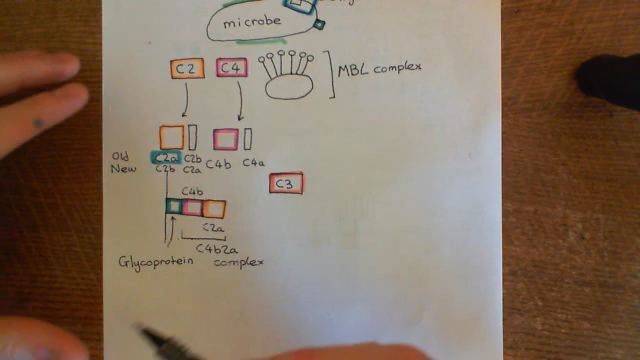 microbe
C2 C4 MBL complex
Old C2a C2b C4b C4a
New C2b C2a
C3
C4b
C2a
C4b2a
Glycoprotein complex